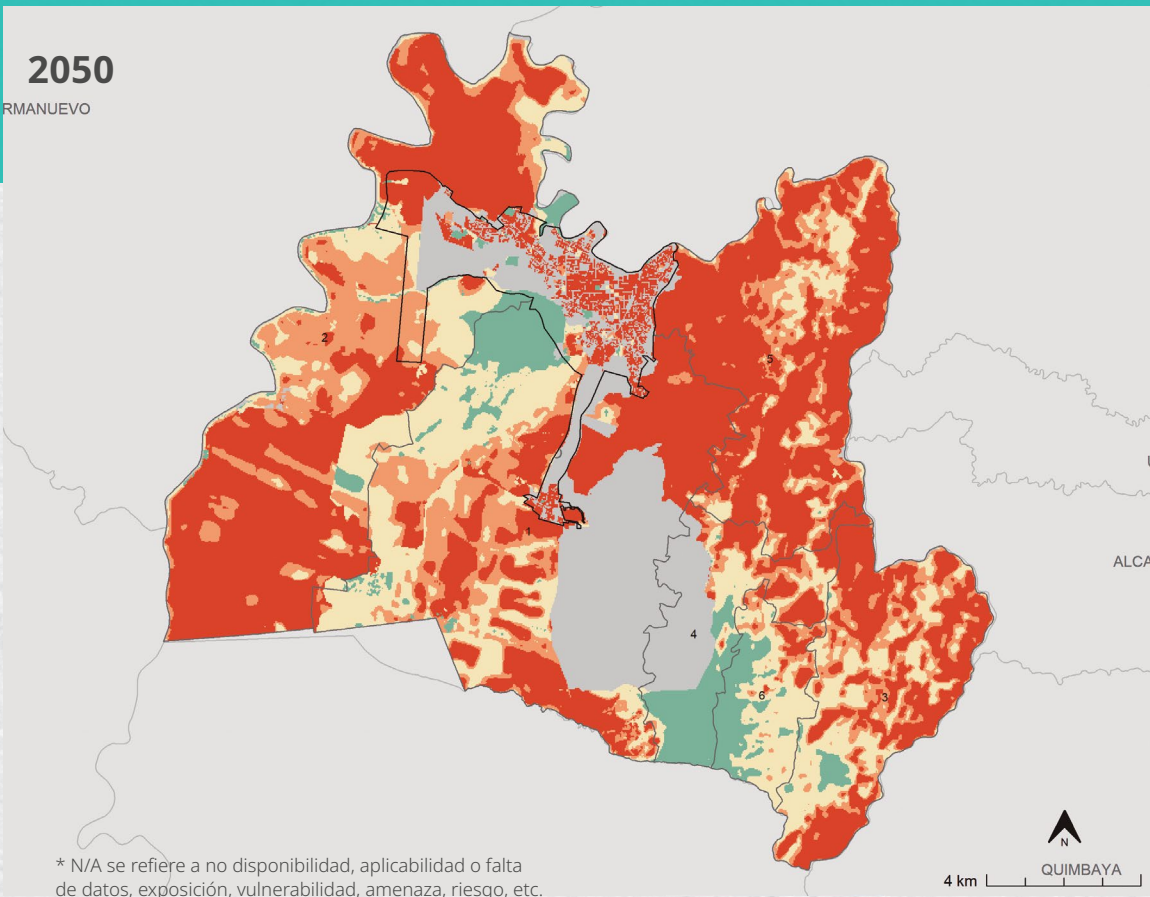 2050
RMANUEVO
2
5
1
4
6
3
U
ALCA
* N/A se refiere a no disponibilidad, aplicabilidad o falta
de datos, exposición, vulnerabilidad, amenaza, riesgo, etc.
N
QUIMBAYA
4 km